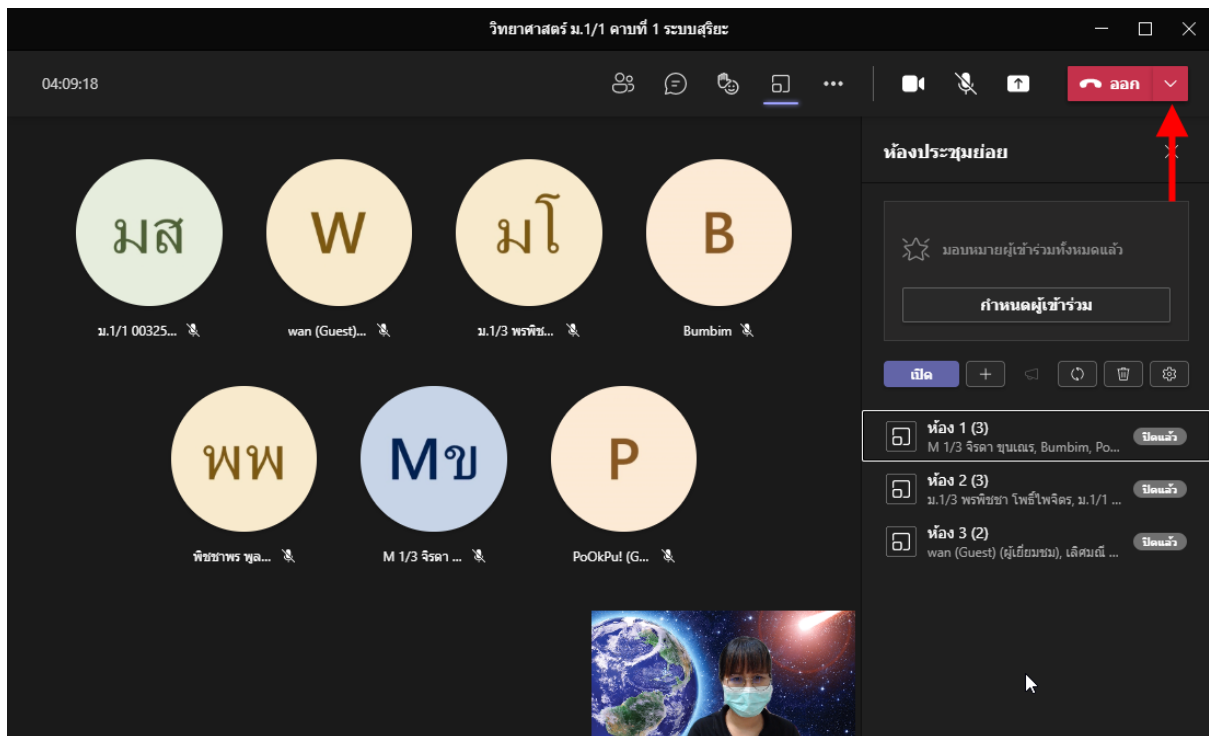 วิทยาศาสตร์ ม.1/1 คาบที่ 1 ระบบสุริยะ
04:09:18
ออก
ห้องประชุมย่อย
มส
W
มโ
B
มอบหมายผู้เข้าร่วมทั้งหมดแล้ว
กำหนดผู้เข้าร่วม
ม.1/1 00325...
wan (Guest)...
ม.1/3 พรพิช...
Bumbim
เปิด
พพ
Mข
P
ห้อง 1 (3)
M 1/3 จิรดา ขุนเณร, Bumbim, Po...
ปิดแล้ว
ห้อง 2 (3)
ม.1/3 พรพิชชา โพธิ์ไพจิตร, ม.1/1 ...
ปิดแล้ว
ห้อง 3 (2)
wan (Guest) (ผู้เยี่ยมชม), เลิศมณี ...
ปิดแล้ว
พิชชาพร พูล...
M 1/3 จิรดา ...
PoOkPu! (G...